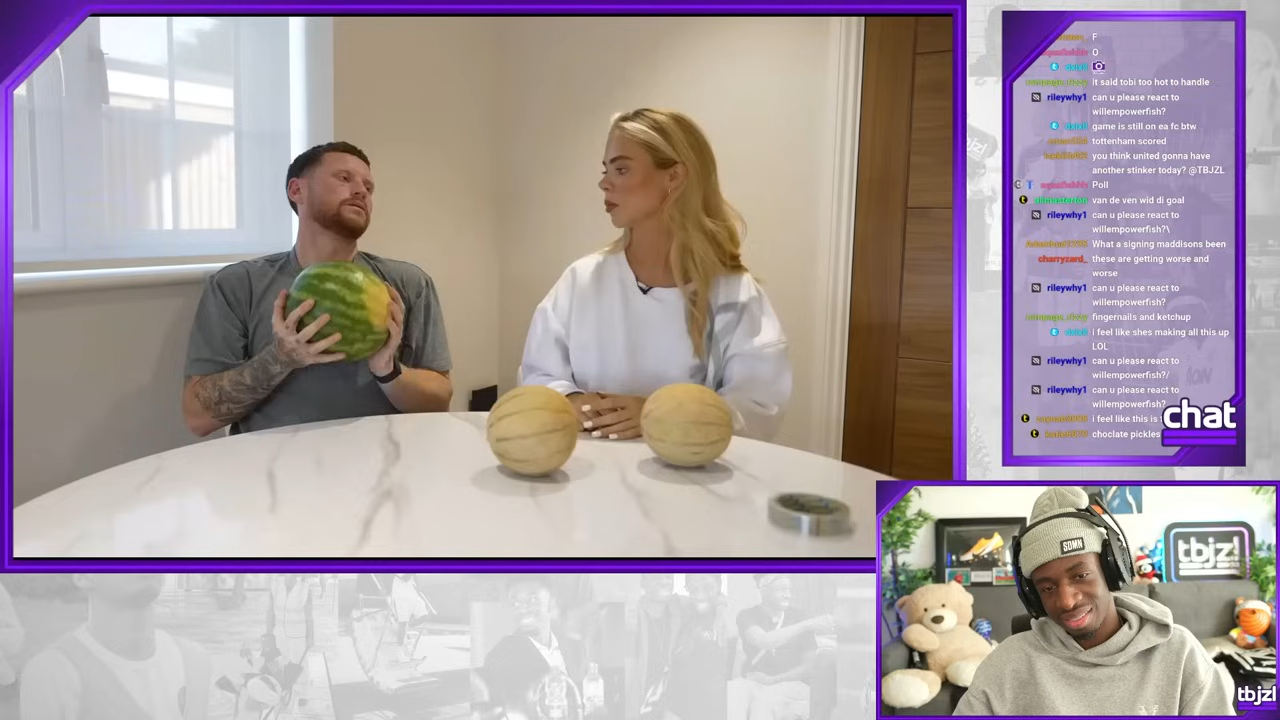 F
O
it said tobi too hot to handle
rileywhy1 can u please react to
willempowerfish?
game is still on ea fc btw
tottenham scored
you think united gonna have
another stinker today? @TBJZL
Poll
van de ven wid di goal
rileywhy1 can u please react to
willempowerfish?\
What a signing maddisons been
charryzard_ these are getting worse and
worse
rileywhy1 can u please react to
willempowerfish?
fingernails and ketchup
i feel like shes making all this up
LOL
rileywhy1 can u please react to
willempowerfish?/
rileywhy1 can u please react to
willempowerfish?
i feel like this is
choclate pickles
chat
SDMN
tbjzl
tbjzl